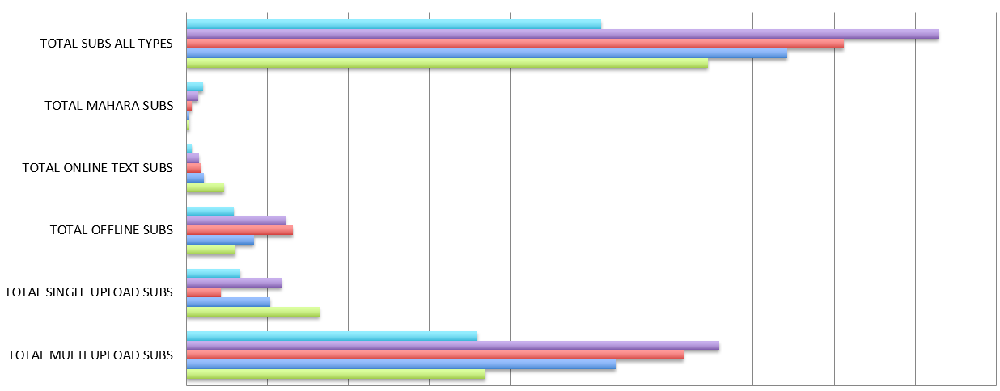 TOTAL SUBS ALL TYPES
TOTAL MAHARA SUBS
TOTAL ONLINE TEXT SUBS
TOTAL OFFLINE SUBS
TOTAL SINGLE UPLOAD SUBS
TOTAL MULTI UPLOAD SUBS